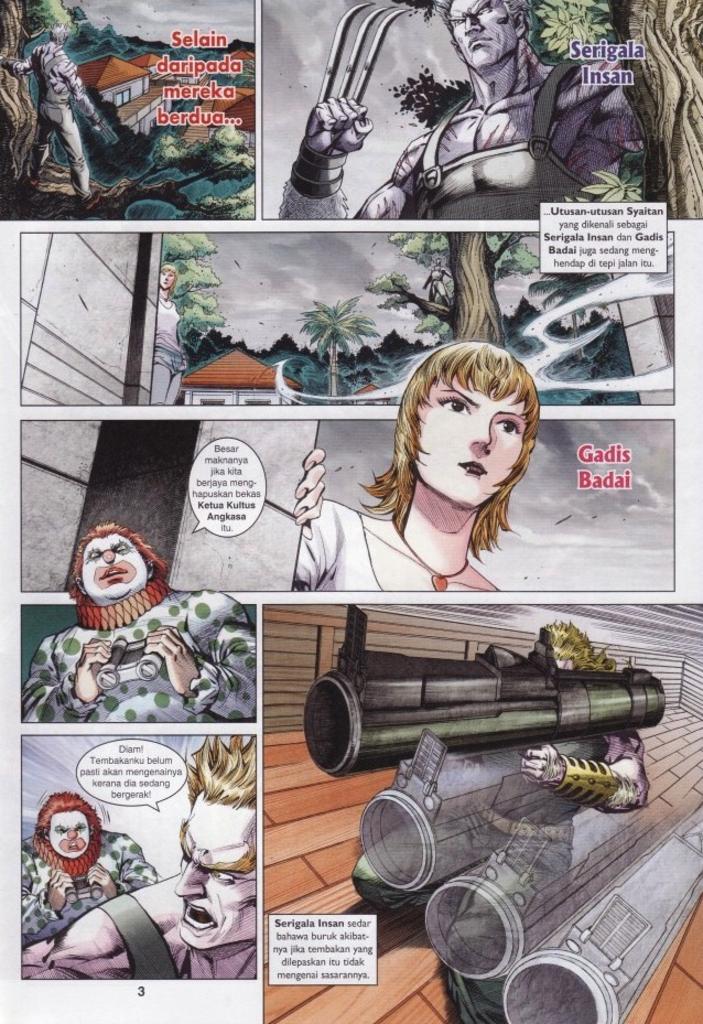 Selain
daripada
mereka
berdua...
Serigala
Insan
...Utusan-utusan Syaitan
yang dikenali sebagai
Serigala Insan dan Gadis
Badai juga sedang meng-
hendap di tepi jalan itu.
Gadis
Badai
Besar
maknanya
jika kita
berjaya meng-
hapuskan bekas
Ketua Kultus
Angkasa
itu.
Diam!
Tembakanku belum
pasti akan mengenainya
kerana dia sedang
bergerak!
Serigala Insan sedar
bahawa buruk akibat-
nya jika tembakan yang
dilepaskan itu tidak
mengenai sasarannya.
3